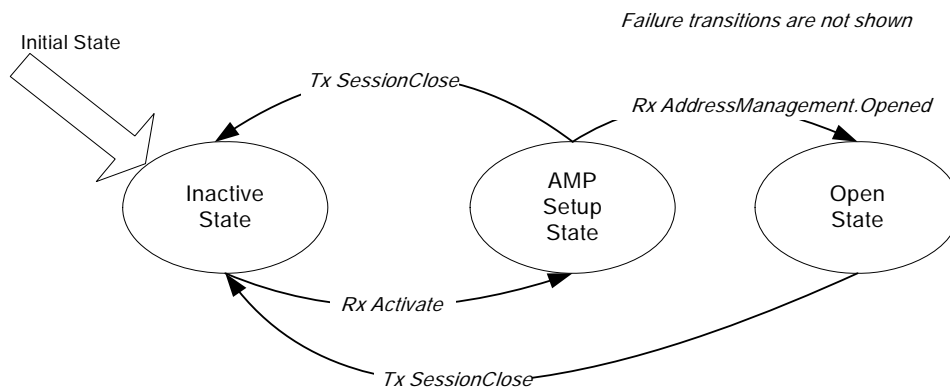 Failure transitions are not shown
Initial State
Tx SessionClose
Rx AddressManagement.Opened
Inactive
State
AMP
Setup
State
Open
State
Rx Activate
Tx SessionClose